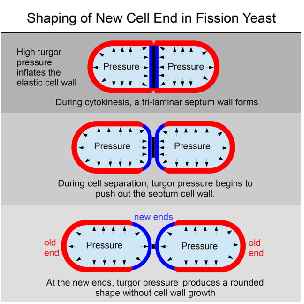 Shaping of New Cell End in Fission Yeast
High turgor
pressure
inflates the
elastic cell wall
Pressure
Pressure
During cytokinesis, a tri-laminar septum wall forms
Pressure
Pressure
During cell separation, turgor pressure begins to
push out the septum cell wall.
new ends
old
end
Pressure
Pressure
old
end
At the new ends, turgor pressure produces a rounded
shape without cell wall growth